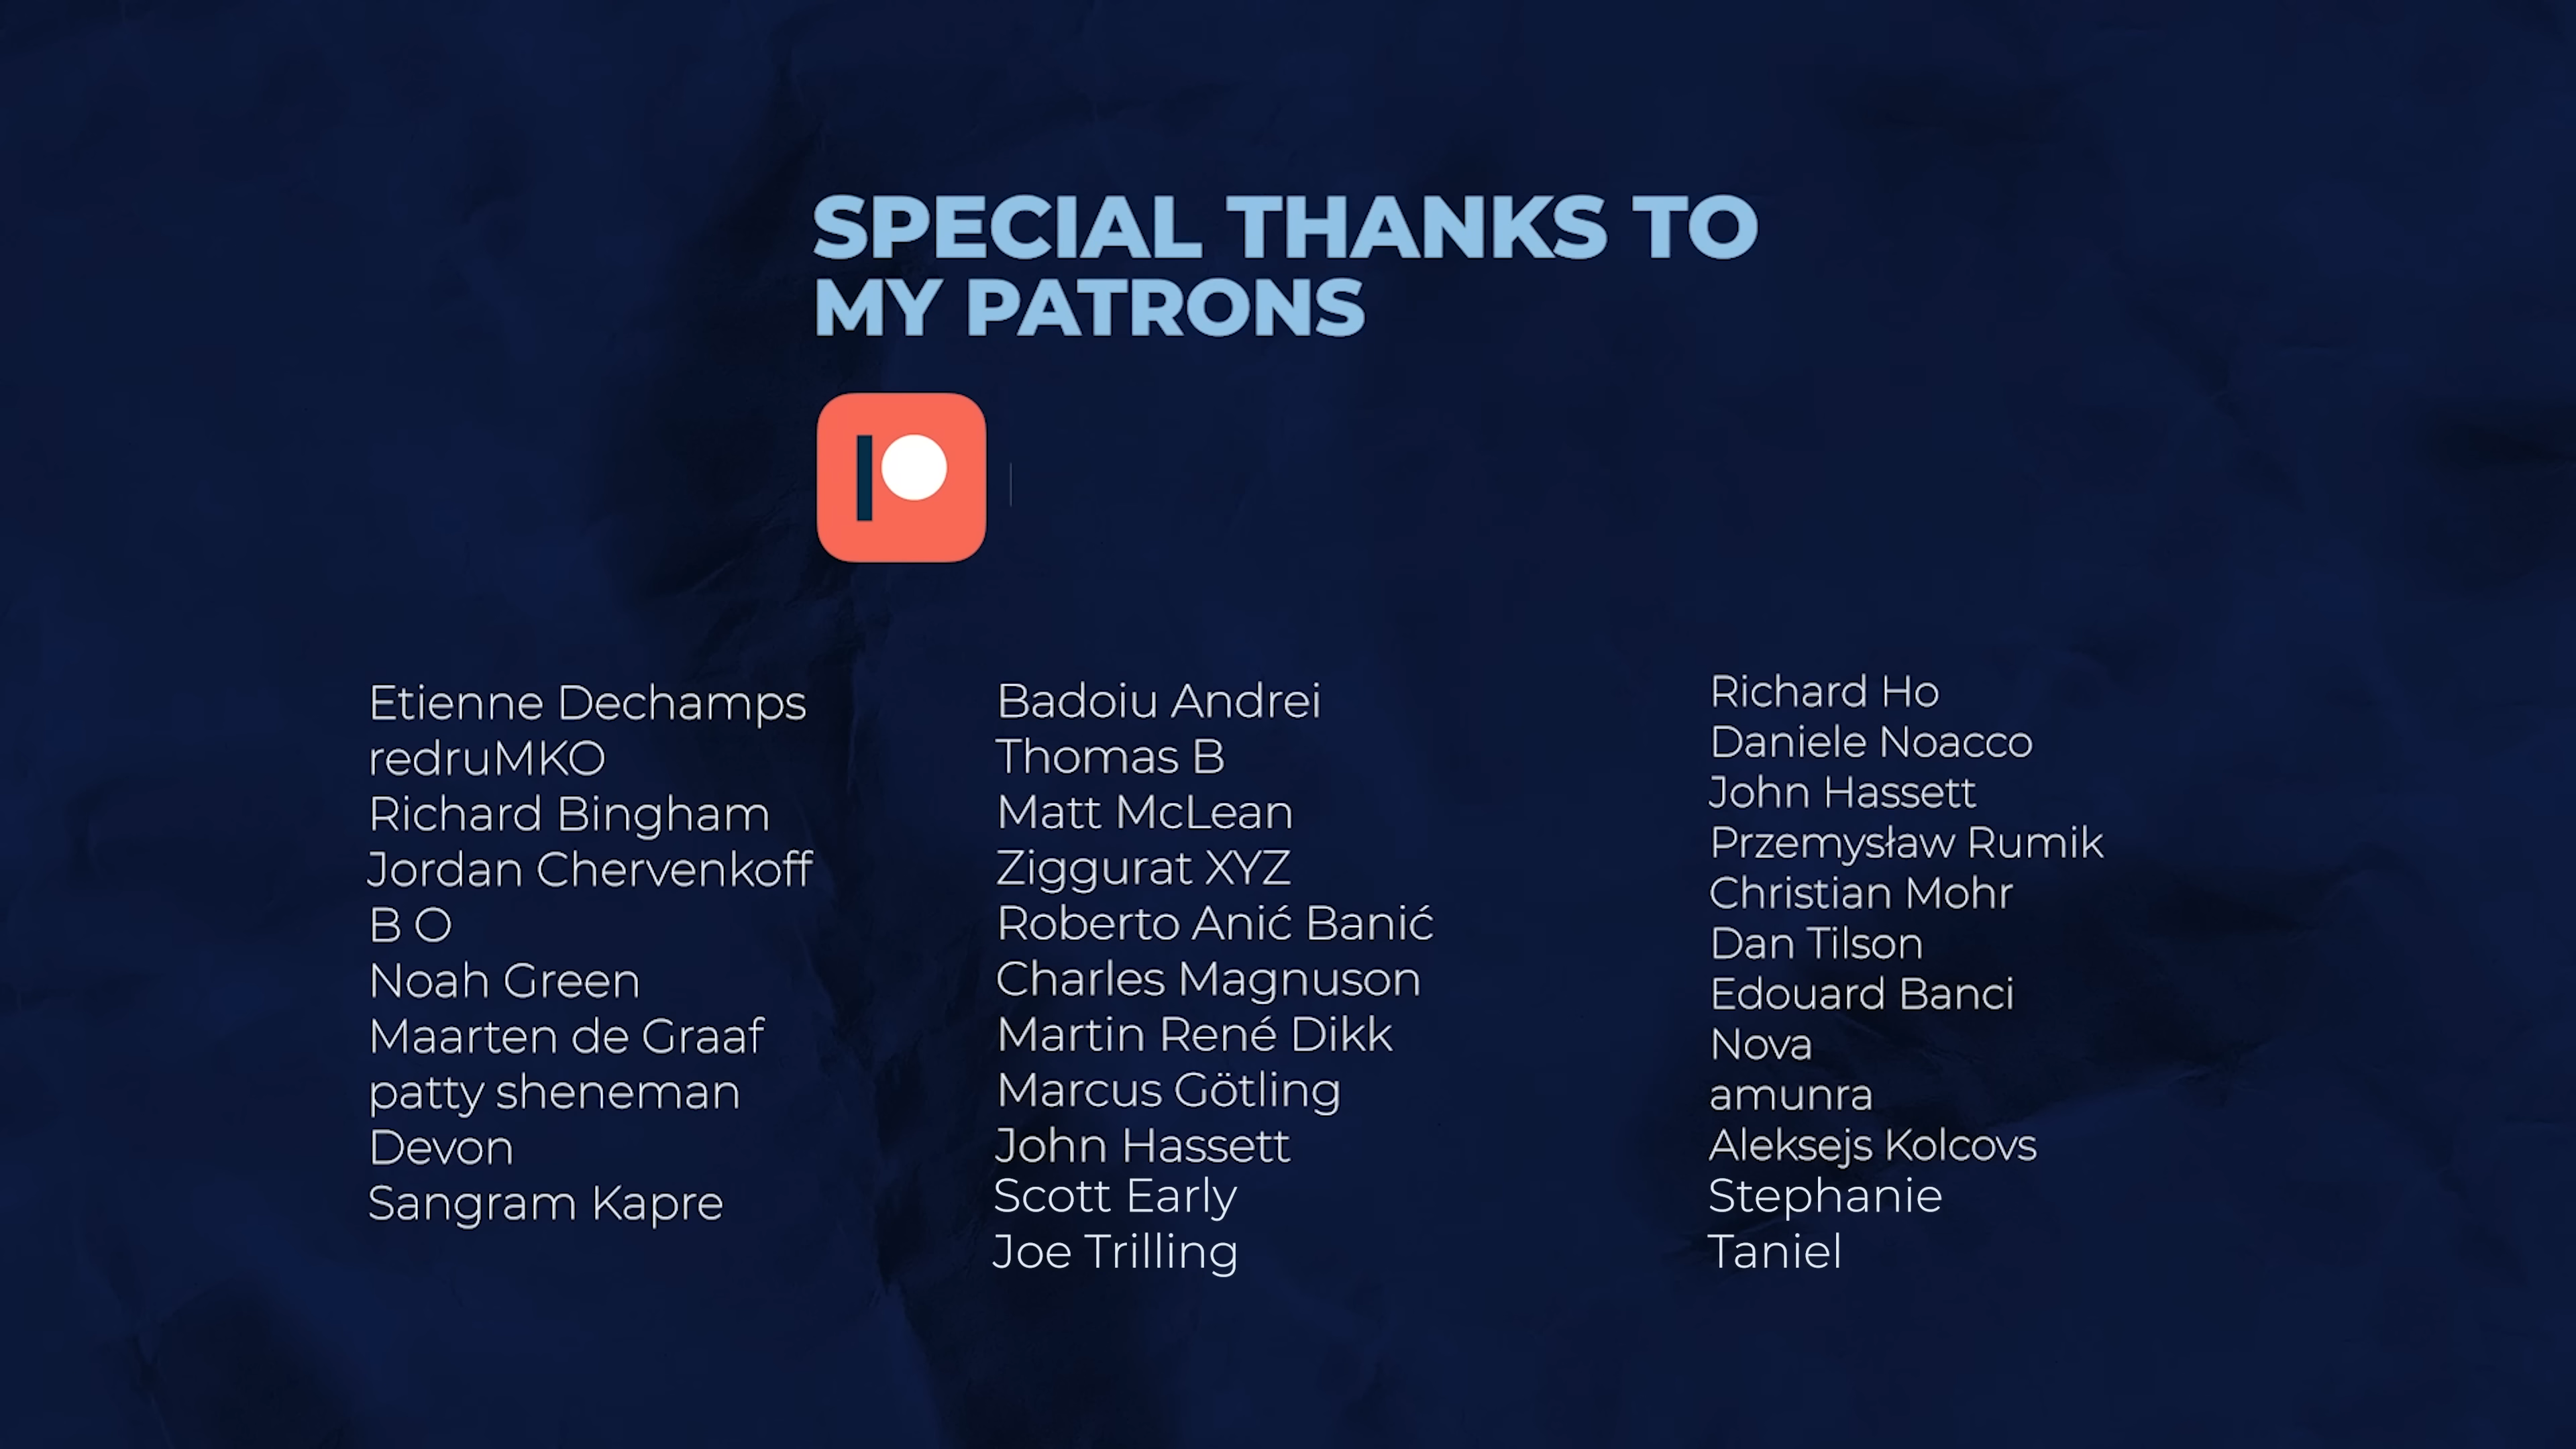 SPECIAL THANKS TO
MY PATRONS
Etienne Dechamps
redruMKO
Richard Bingham
Jordan Chervenkoff
B O
Noah Green
Maarten de Graaf
patty sheneman
Devon
Sangram Kapre
Badoiu Andrei
Thomas B
Matt McLean
Ziggurat XYZ
Roberto Anić Banić
Charles Magnuson
Martin René Dikk
Marcus Götling
John Hassett
Scott Early
Joe Trilling
Richard Ho
Daniele Noacco
John Hassett
Przemysław Rumik
Christian Mohr
Dan Tilson
Edouard Banci
Nova
amunra
Aleksejs Kolcovs
Stephanie
Taniel